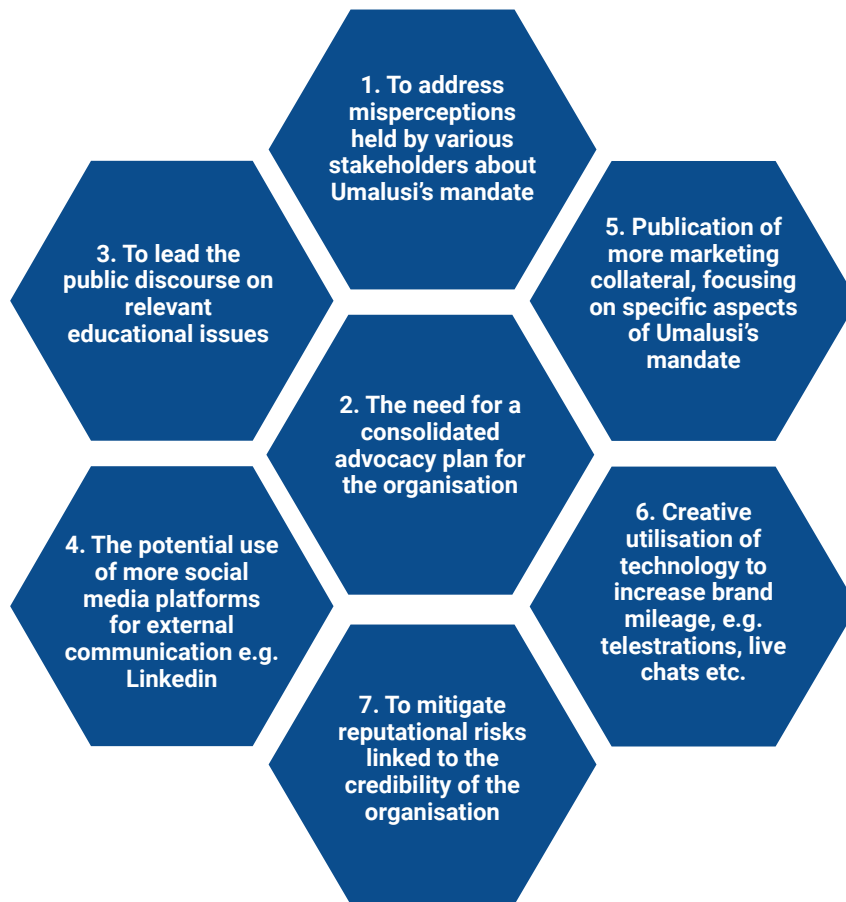 1. To address
misperceptions
held by various
stakeholders about
Umalusi’s mandate
2. The need for a
consolidated
advocacy plan for
the organisation
3. To lead the
public discourse on
relevant
educational issues
4. The potential use
of more social
media platforms
for external
communication e.g.
Linkedin
5. Publication of
more marketing
collateral, focusing
on specific aspects
of Umalusi’s
mandate
6. Creative
utilisation of
technology to
increase brand
mileage, e.g.
telestrations, live
chats etc.
7. To mitigate
reputational risks
linked to the
credibility of the
organisation